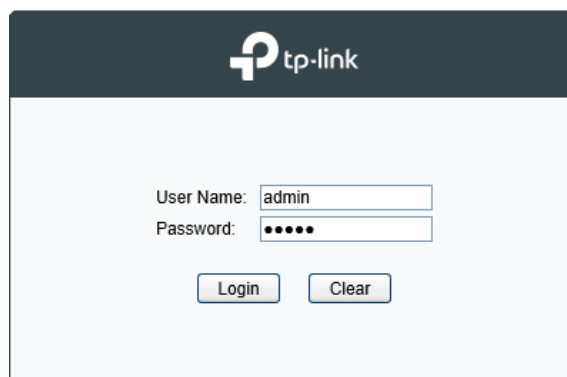 tp-link
User Name: admin
Password: •••••
Login Clear